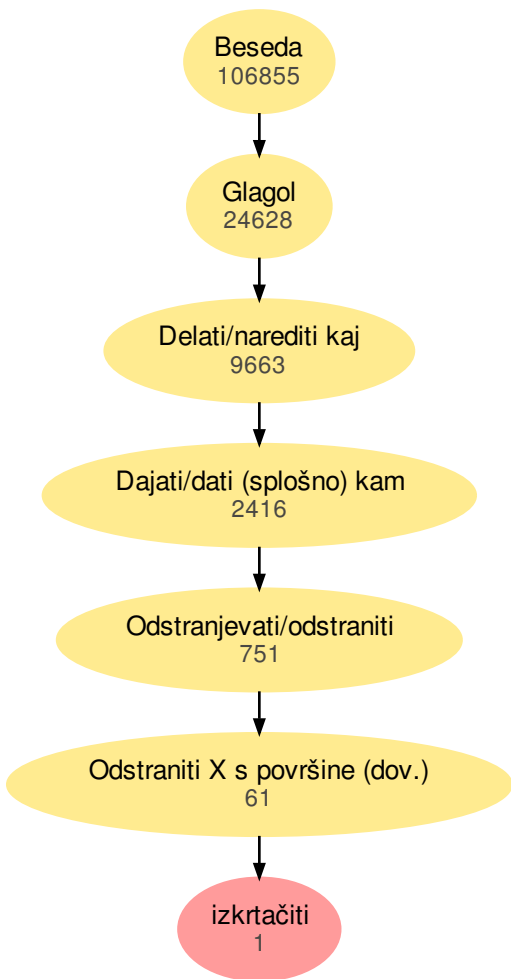 Beseda
106855
Glagol
24628
Delati/narediti kaj
9663
Dajati/dati (splošno) kam
2416
Odstranjevati/odstraniti
751
Odstraniti X s površine (dov.)
61
izkrtačiti
1